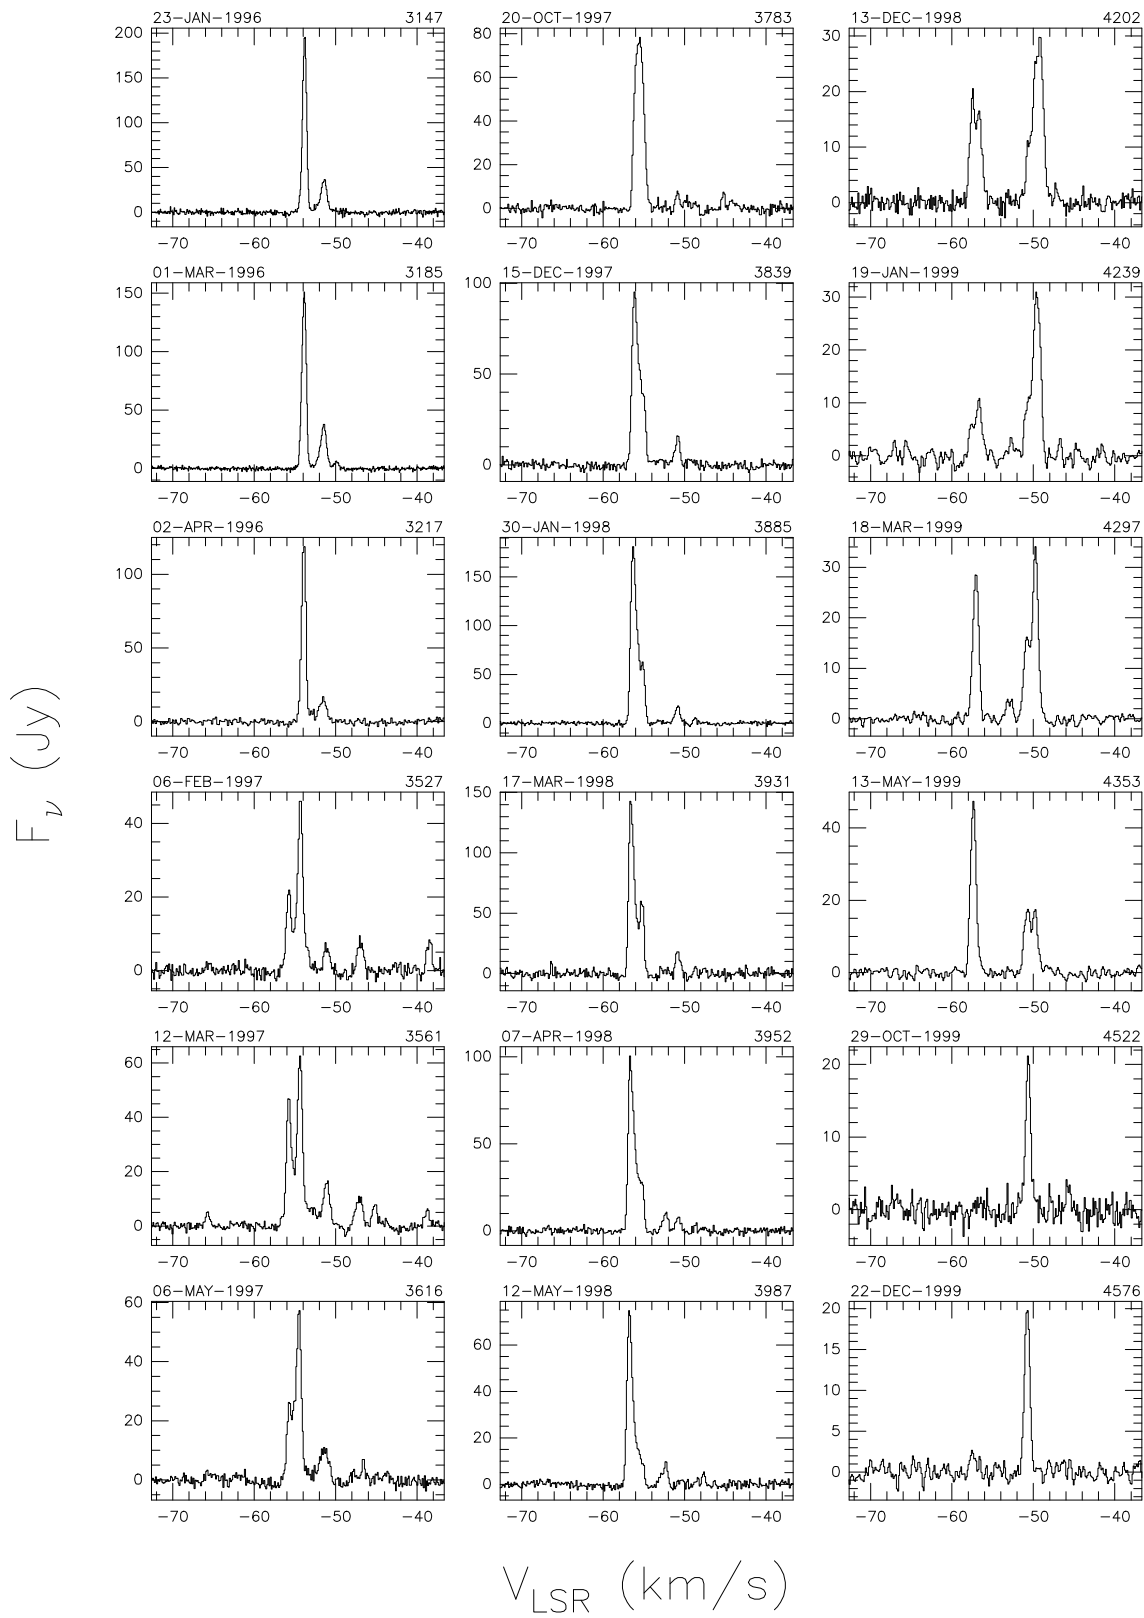 23-JAN-1996 3147
200
150
100
50
0
-70 -60 -50 -40
20-OCT-1997 3783
80
60
40
20
0
-70 -60 -50 -40
13-DEC-1998 4202
30
20
10
0
-70 -60 -50 -40
01-MAR-1996 3185
150
100
50
0
-70 -60 -50 -40
15-DEC-1997 3839
100
50
0
-70 -60 -50 -40
19-JAN-1999 4239
30
20
10
0
-70 -60 -50 -40
02-APR-1996 3217
100
50
0
-70 -60 -50 -40
30-JAN-1998 3885
150
100
50
0
-70 -60 -50 -40
18-MAR-1999 4297
30
20
10
0
-70 -60 -50 -40
06-FEB-1997 3527
40
20
0
-70 -60 -50 -40
17-MAR-1998 3931
150
100
50
0
-70 -60 -50 -40
13-MAY-1999 4353
40
20
0
-70 -60 -50 -40
12-MAR-1997 3561
60
40
20
0
-70 -60 -50 -40
07-APR-1998 3952
100
50
0
-70 -60 -50 -40
29-OCT-1999 4522
20
10
0
-70 -60 -50 -40
06-MAY-1997 3616
60
40
20
0
-70 -60 -50 -40
12-MAY-1998 3987
60
40
20
0
-70 -60 -50 -40
22-DEC-1999 4576
20
15
10
5
0
-70 -60 -50 -40
F_ν (Jy)
V_LSR (km/s)